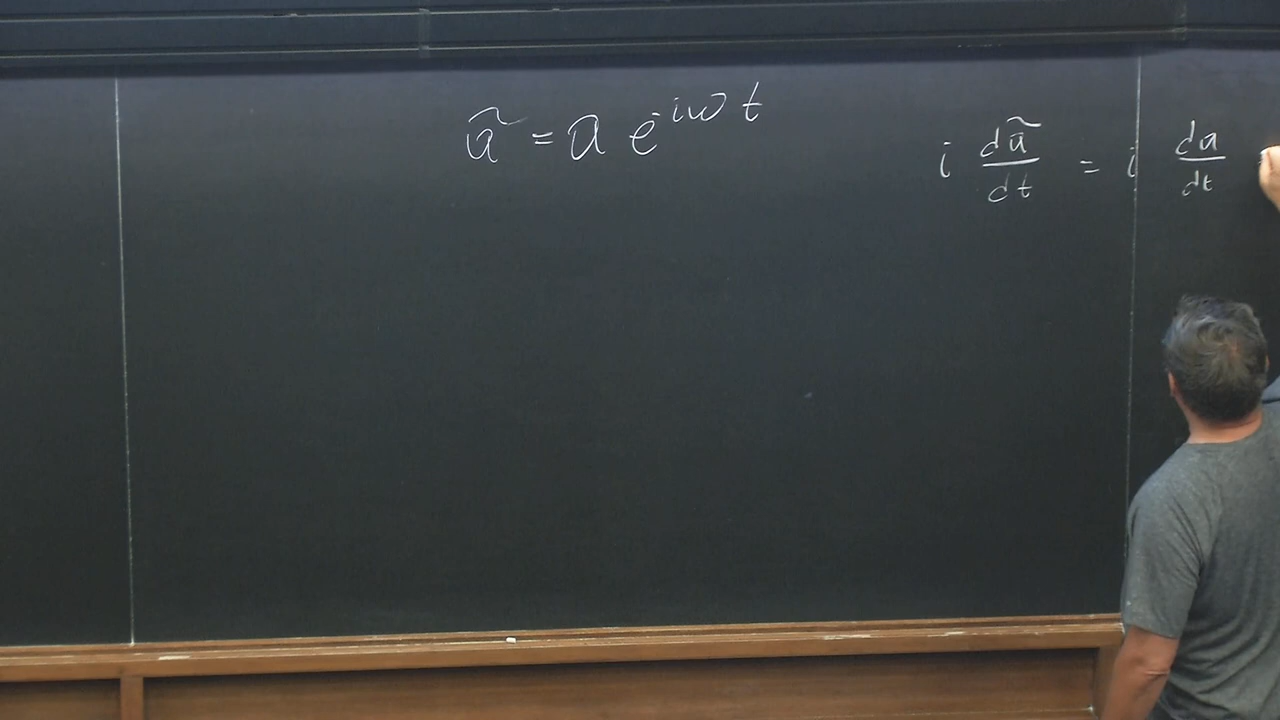 ã = a e^{iωt}
i dã/dt = i da/dt